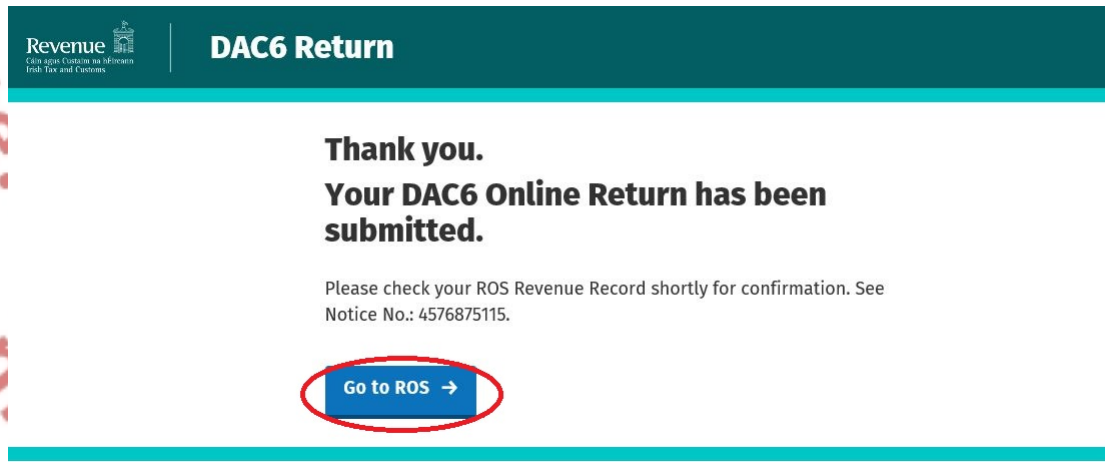 Revenue
Cáin agus Custaim na hÉireann
Irish Tax and Customs
DAC6 Return
Thank you.
Your DAC6 Online Return has been
submitted.
Please check your ROS Revenue Record shortly for confirmation. See
Notice No.: 4576875115.
Go to ROS →